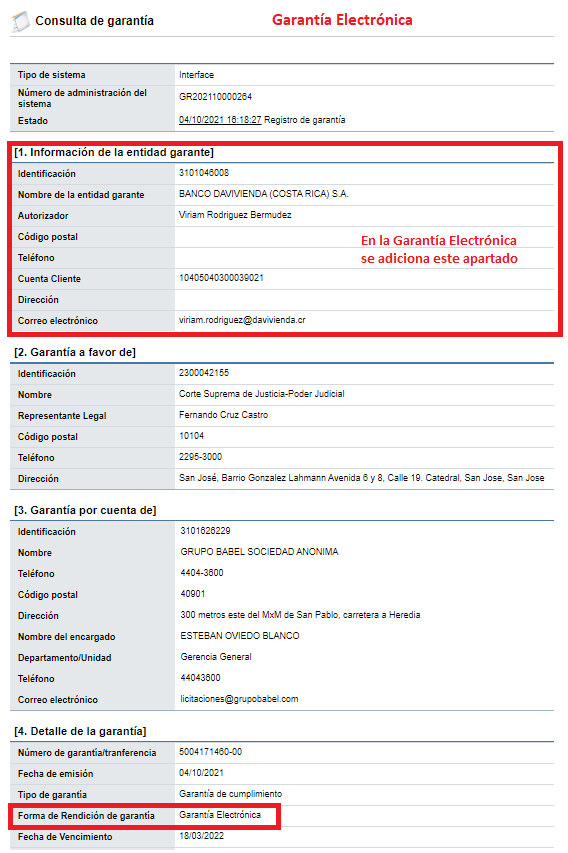 Consulta de garantía
Garantía Electrónica
Tipo de sistema Interface
Número de administración del
sistema GR202110000264
Estado 04/10/2021 16:18:27 Registro de garantía
[1. Información de la entidad garante]
Identificación 3101046008
Nombre de la entidad garante BANCO DAVIVIENDA (COSTA RICA) S.A.
Autorizador Viriam Rodriguez Bermudez
Código postal
Teléfono
En la Garantía Electrónica
se adiciona este apartado
Cuenta Cliente 10405040300039021
Dirección
Correo electrónico viriam.rodriguez@davivienda.cr
[2. Garantía a favor de]
Identificación 2300042155
Nombre Corte Suprema de Justicia-Poder Judicial
Representante Legal Fernando Cruz Castro
Código postal 10104
Teléfono 2295-3000
Dirección San José, Barrio Gonzalez Lahmann Avenida 6 y 8, Calle 19. Catedral, San Jose, San Jose
[3. Garantía por cuenta de]
Identificación 3101626229
Nombre GRUPO BABEL SOCIEDAD ANONIMA
Teléfono 4404-3600
Código postal 40901
Dirección 300 metros este del MxM de San Pablo, carretera a Heredia
Nombre del encargado ESTEBAN OVIEDO BLANCO
Departamento/Unidad Gerencia General
Teléfono 44043600
Correo electrónico licitaciones@grupobabel.com
[4. Detalle de la garantía]
Número de garantía/tranferencia 5004171460-00
Fecha de emisión 04/10/2021
Tipo de garantía Garantía de cumplimiento
Forma de Rendición de garantía Garantía Electrónica
Fecha de Vencimiento 18/03/2022